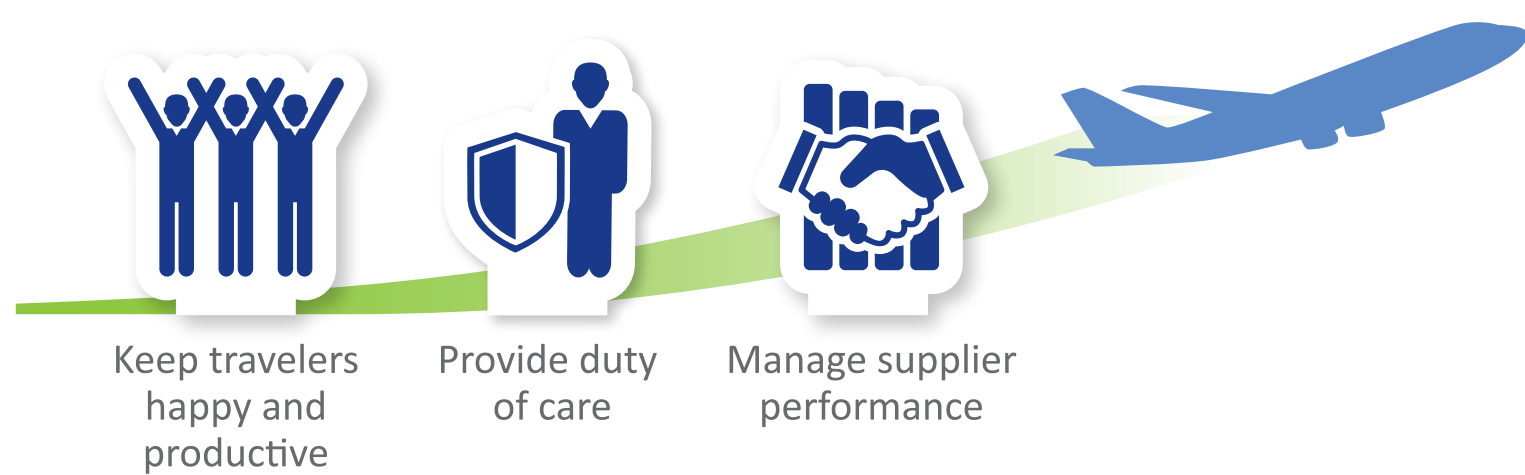 Keep travelers
happy and
productive
Provide duty
of care
Manage supplier
performance